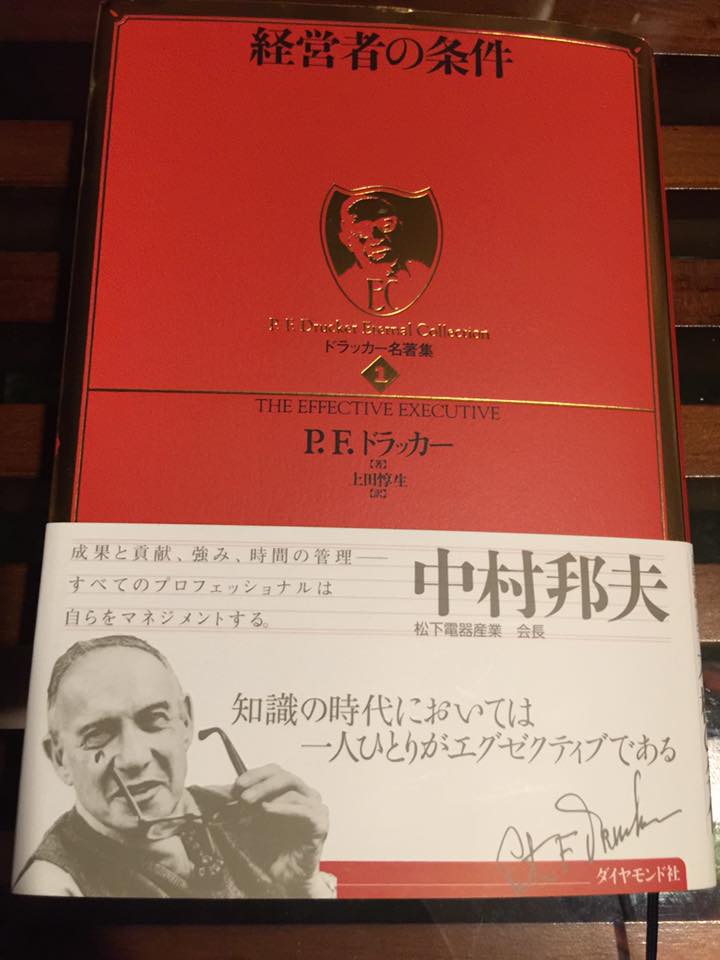 経営者の条件
EC
P. F. Drucker Eternal Collection
ドラッカー名著集
1
THE EFFECTIVE EXECUTIVE
P. F. ドラッカー
【著】
上田惇生
【訳】
成果と貢献、強み、時間の管理――
すべてのプロフェッショナルは
自らをマネジメントする。
中村邦夫
松下電器産業 会長
知識の時代においては
一人ひとりがエグゼクティブである
Peter F. Drucker
ダイヤモンド社